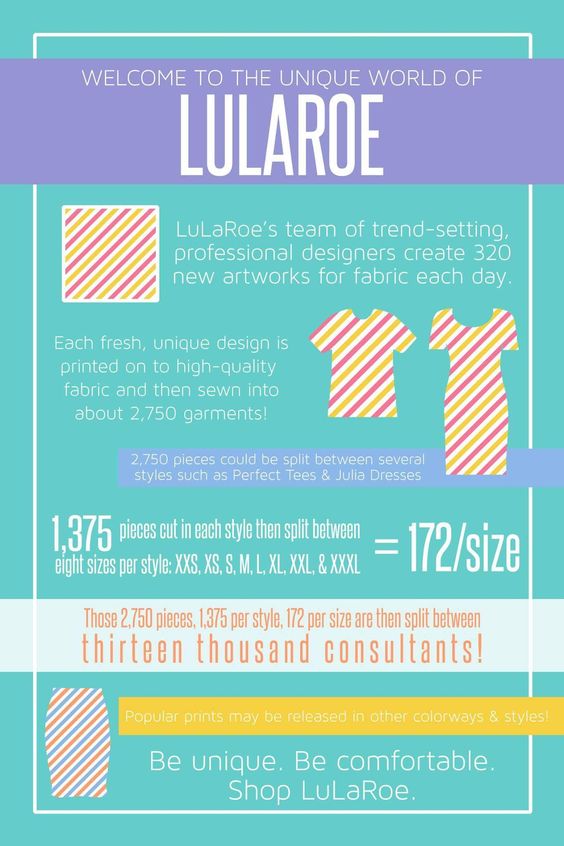 WELCOME TO THE UNIQUE WORLD OF
LULAROE
LuLaRoe's team of trend-setting,
professional designers create 320
new artworks for fabric each day.
Each fresh, unique design is
printed on to high-quality
fabric and then sewn into
about 2,750 garments!
2,750 pieces could be split between several
styles such as Perfect Tees & Julia Dresses
1,375 pieces cut in each style then split between
eight sizes per style: XXS, XS, S, M, L, XL, XXL, & XXXL
= 172/size
Those 2,750 pieces, 1,375 per style, 172 per size are then split between
thirteen thousand consultants!
Popular prints may be released in other colorways & styles!
Be unique. Be comfortable.
Shop LuLaRoe.